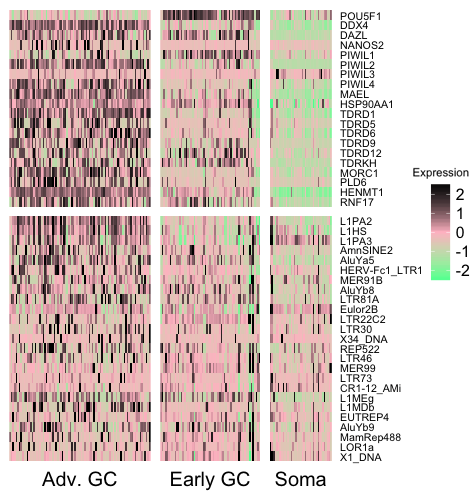 POU5F1
DDX4
DAZL
NANOS2
PIWIL1
PIWIL2
PIWIL3
PIWIL4
MAEL
HSP90AA1
TDRD1
TDRD5
TDRD6
TDRD9
TDRD12
TDRKH
MORC1
PLD6
HENMT1
RNF17
L1PA2
L1HS
L1PA3
AmnSINE2
AluYa5
HERV-Fc1_LTR1
MER91B
AluYb8
LTR81A
Eulor2B
LTR22C2
LTR30
X34_DNA
REP522
LTR46
MER99
LTR73
CR1-12_AMi
L1MEg
L1MDb
EUTREP4
AluYb9
MamRep488
LOR1a
X1_DNA
Expression
2
1
0
-1
-2
Adv. GC Early GC Soma